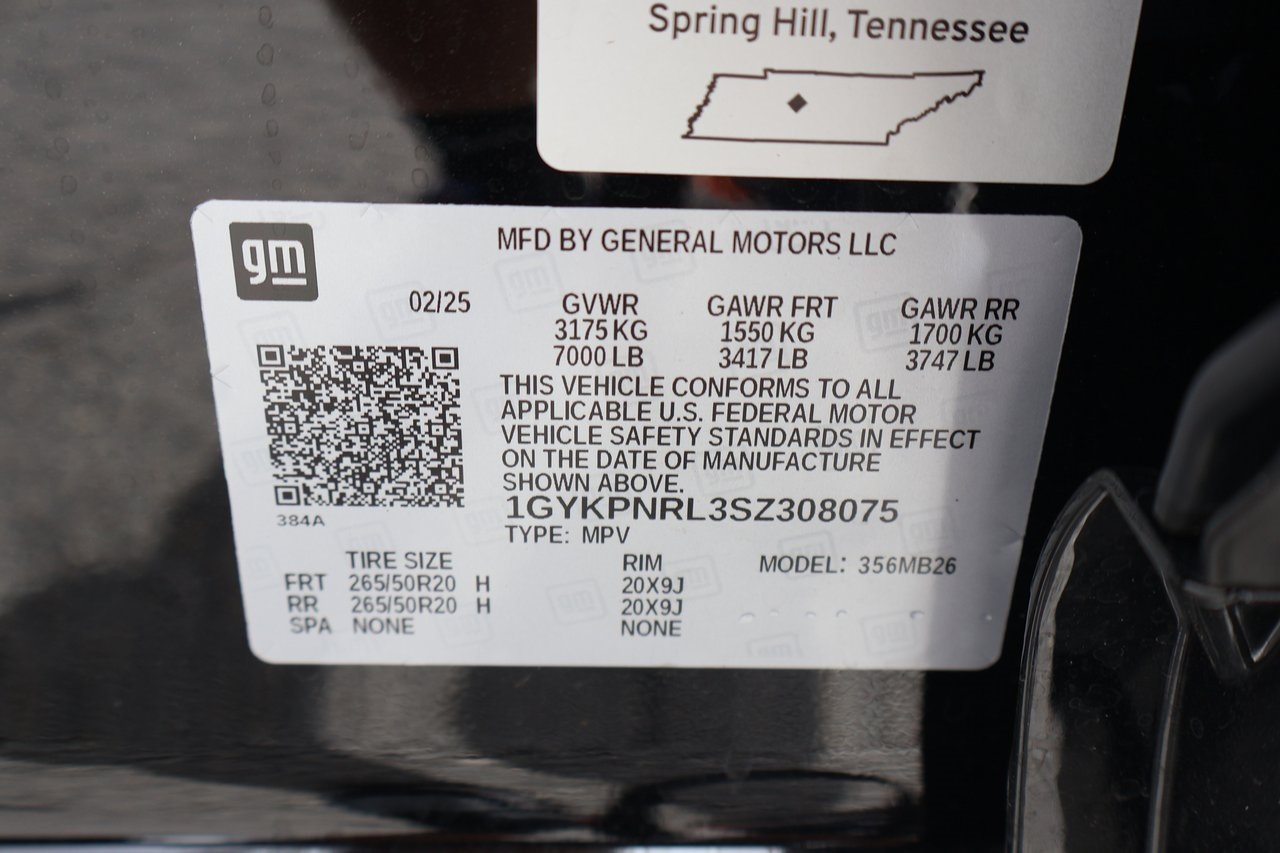 Spring Hill, Tennessee
gm
MFD BY GENERAL MOTORS LLC
02/25 GVWR GAWR FRT GAWR RR
3175 KG 1550 KG 1700 KG
7000 LB 3417 LB 3747 LB
THIS VEHICLE CONFORMS TO ALL
APPLICABLE U.S. FEDERAL MOTOR
VEHICLE SAFETY STANDARDS IN EFFECT
ON THE DATE OF MANUFACTURE
SHOWN ABOVE.
1GYKPNRL3SZ308075
384A
TYPE: MPV
TIRE SIZE RIM MODEL: 356MB26
FRT 265/50R20 H 20X9J
RR 265/50R20 H 20X9J
SPA NONE NONE